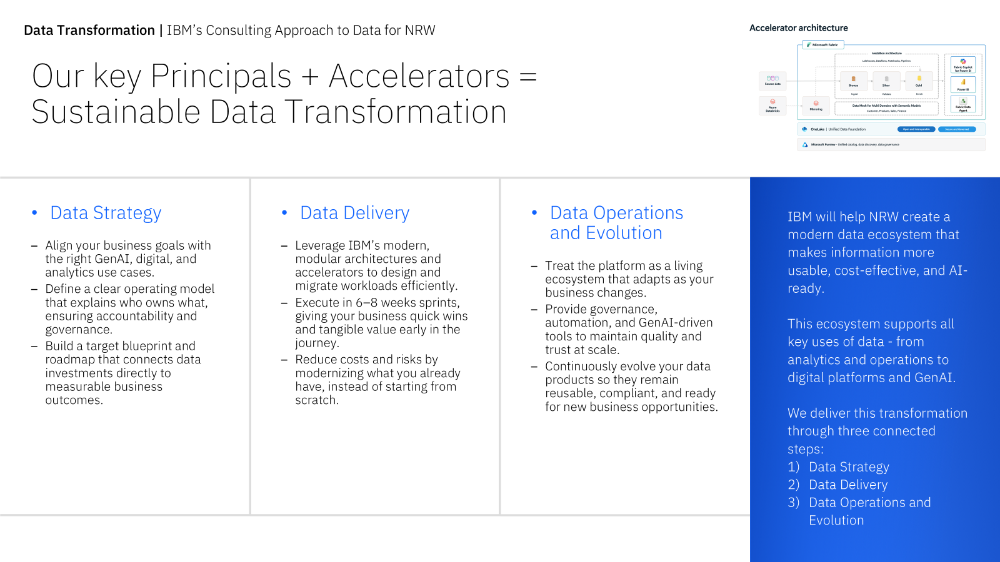 Data Transformation | IBM's Consulting Approach to Data for NRW
Our key Principals + Accelerators =
Sustainable Data Transformation
Accelerator architecture
Microsoft Fabric
Medallion Architecture
Lakehouses, Dataflows, Notebooks, Pipelines
Source data
Bronze
Silver
Gold
Ingest
Validate
Enrich
Azure
Databricks
Mirroring
Data Mesh for Multi Domains with Semantic Models
Customer, Products, Sales, Finance
Fabric Copilot
for Power BI
Power BI
Fabric Data
Agent
OneLake | Unified Data Foundation
Open and Interoperable
Secure and Governed
Microsoft Purview - Unified catalog, data discovery, data governance
• Data Strategy
– Align your business goals with
the right GenAI, digital, and
analytics use cases.
– Define a clear operating model
that explains who owns what,
ensuring accountability and
governance.
– Build a target blueprint and
roadmap that connects data
investments directly to
measurable business
outcomes.
• Data Delivery
– Leverage IBM's modern,
modular architectures and
accelerators to design and
migrate workloads efficiently.
– Execute in 6–8 weeks sprints,
giving your business quick wins
and tangible value early in the
journey.
– Reduce costs and risks by
modernizing what you already
have, instead of starting from
scratch.
• Data Operations
and Evolution
– Treat the platform as a living
ecosystem that adapts as your
business changes.
– Provide governance,
automation, and GenAI-driven
tools to maintain quality and
trust at scale.
– Continuously evolve your data
products so they remain
reusable, compliant, and ready
for new business opportunities.
IBM will help NRW create a
modern data ecosystem that
makes information more
usable, cost-effective, and AI-
ready.
This ecosystem supports all
key uses of data - from
analytics and operations to
digital platforms and GenAI.
We deliver this transformation
through three connected
steps:
1) Data Strategy
2) Data Delivery
3) Data Operations and
Evolution